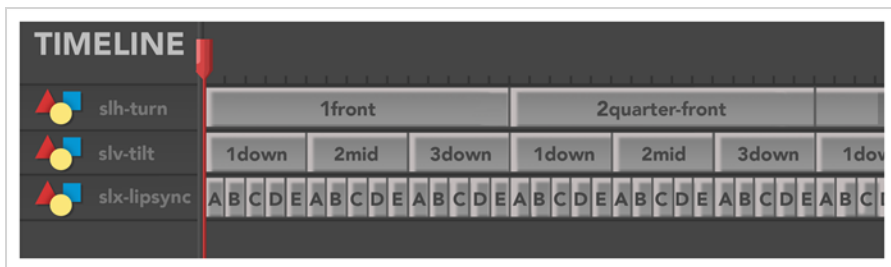 TIMELINE
slh-turn 1front 2quarter-front
slv-tilt 1down 2mid 3down 1down 2mid 3down
slx-lipsync A B C D E A B C D E A B C D E A B C D E A B C D E A B C D E A B C